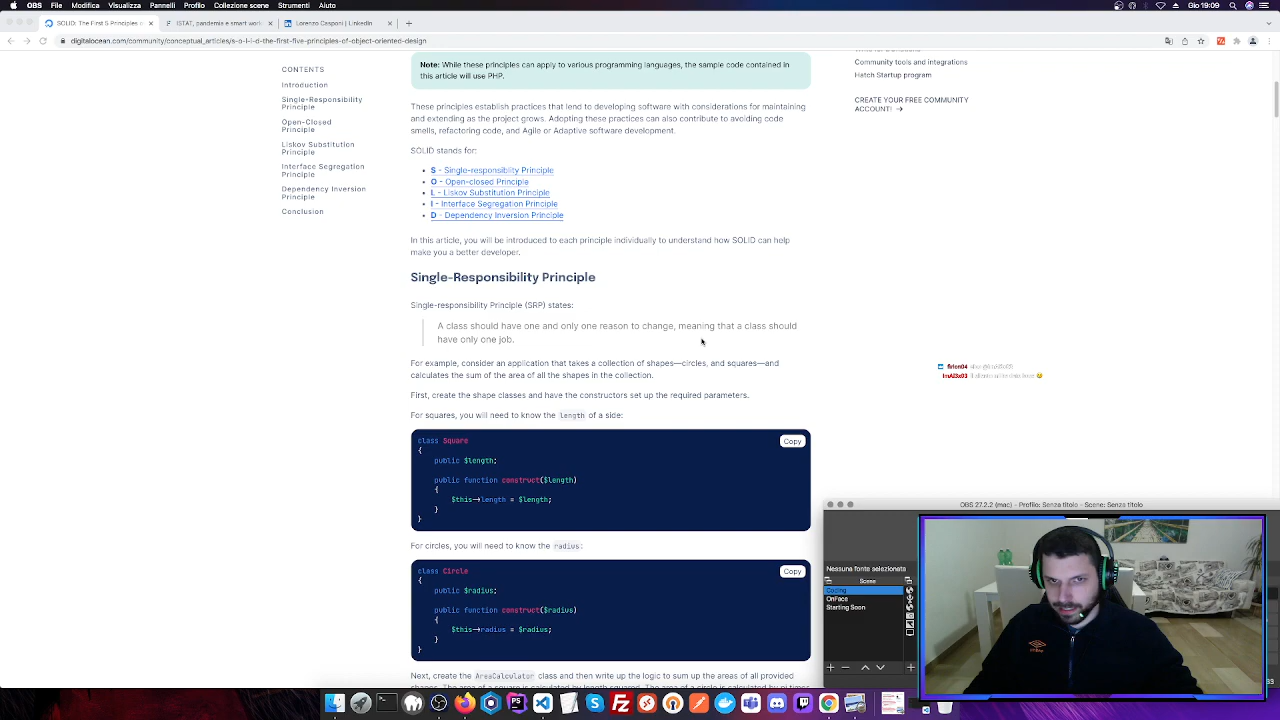 OBS File Modifica Visualizza Pannelli Profilo Collezione scene Strumenti Aiuto
Gio 19:09
SOLID: The First 5 Principles
ISTAT, pandemia e smart work
Lorenzo Casponi | LinkedIn
digitalocean.com/community/conceptual_articles/s-o-l-i-d-the-first-five-principles-of-object-oriented-design
CONTENTS
Introduction
Single-Responsibility
Principle
Open-Closed
Principle
Liskov Substitution
Principle
Interface Segregation
Principle
Dependency Inversion
Principle
Conclusion
Note: While these principles can apply to various programming languages, the sample code contained in
this article will use PHP.
These principles establish practices that lend to developing software with considerations for maintaining
and extending as the project grows. Adopting these practices can also contribute to avoiding code
smells, refactoring code, and Agile or Adaptive software development.
SOLID stands for:
S - Single-responsiblity Principle
O - Open-closed Principle
L - Liskov Substitution Principle
I - Interface Segregation Principle
D - Dependency Inversion Principle
In this article, you will be introduced to each principle individually to understand how SOLID can help
make you a better developer.
Single-Responsibility Principle
Single-responsibility Principle (SRP) states:
A class should have one and only one reason to change, meaning that a class should
have only one job.
For example, consider an application that takes a collection of shapes—circles, and squares—and
calculates the sum of the area of all the shapes in the collection.
First, create the shape classes and have the constructors set up the required parameters.
For squares, you will need to know the length of a side:
Copy
class Square
{
public $length;
public function construct($length)
{
$this->length = $length;
}
}
For circles, you will need to know the radius:
Copy
class Circle
{
public $radius;
public function construct($radius)
{
$this->radius = $radius;
}
}
Next, create the AreaCalculator class and then write up the logic to sum up the areas of all provided
Community tools and integrations
Hatch Startup program
CREATE YOUR FREE COMMUNITY
ACCOUNT! →
firlon04
OBS 27.2.2 (mac) - Profilo: Senza titolo - Scene: Senza titolo
Nessuna fonte selezionata
Scene
Coding
OnFace
Starting Soon